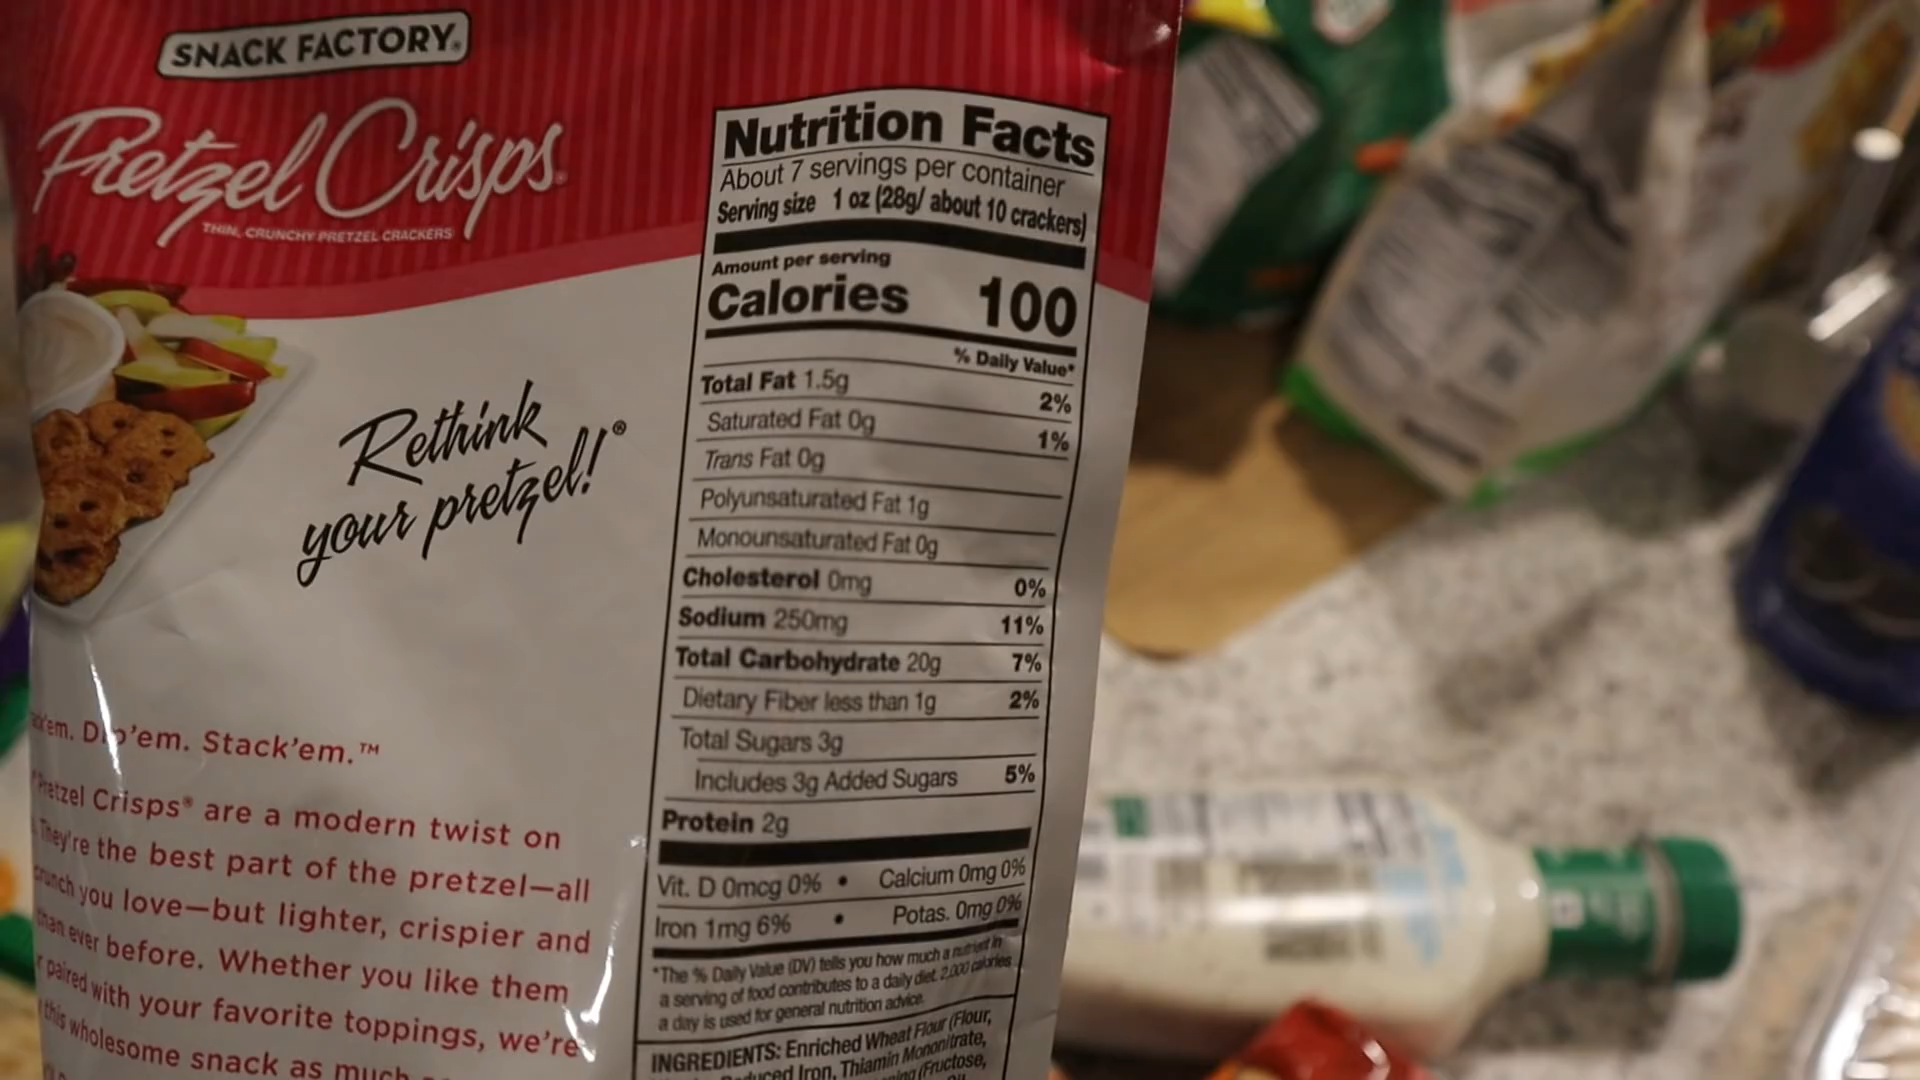 SNACK FACTORY®
Pretzel Crisps®
THIN, CRUNCHY PRETZEL CRACKERS
Rethink
your pretzel!®
D 'em. Stack'em.™
Pretzel Crisps® are a modern twist on
They're the best part of the pretzel—all
crunch you love—but lighter, crispier and
than ever before. Whether you like them
paired with your favorite toppings, we're
this wholesome snack as much
Nutrition Facts
About 7 servings per container
Serving size 1 oz (28g/ about 10 crackers)
Amount per serving
Calories 100
% Daily Value*
Total Fat 1.5g 2%
Saturated Fat 0g 1%
Trans Fat 0g
Polyunsaturated Fat 1g
Monounsaturated Fat 0g
Cholesterol 0mg 0%
Sodium 250mg 11%
Total Carbohydrate 20g 7%
Dietary Fiber less than 1g 2%
Total Sugars 3g
Includes 3g Added Sugars 5%
Protein 2g
Vit. D 0mcg 0% • Calcium 0mg 0%
Iron 1mg 6% • Potas. 0mg 0%
*The % Daily Value (DV) tells you how much a nutrient in
a serving of food contributes to a daily diet. 2,000 calories
a day is used for general nutrition advice.
INGREDIENTS: Enriched Wheat Flour (Flour,
Iron, Thiamin Mononitrate,
(Fructose,